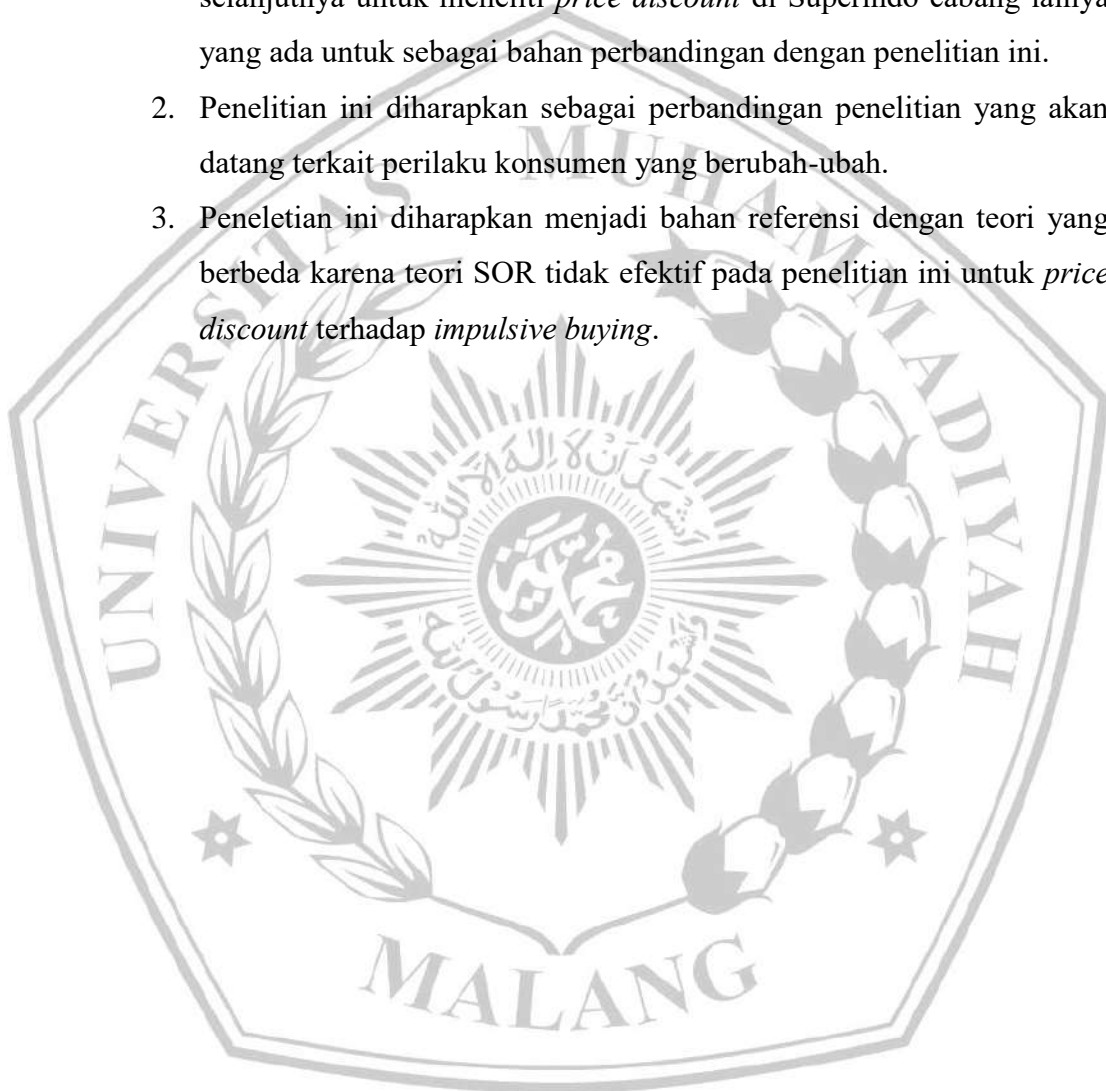 selanjutnya untuk meneliti price discount di Superindo cabang lainya
yang ada untuk sebagai bahan perbandingan dengan penelitian ini.
2. Penelitian ini diharapkan sebagai perbandingan penelitian yang akan
datang terkait perilaku konsumen yang berubah-ubah.
3. Peneletian ini diharapkan menjadi bahan referensi dengan teori yang
berbeda karena teori SOR tidak efektif pada penelitian ini untuk price
discount terhadap impulsive buying.
UNIVERSITAS MUHAMMADIYAH
MALANG